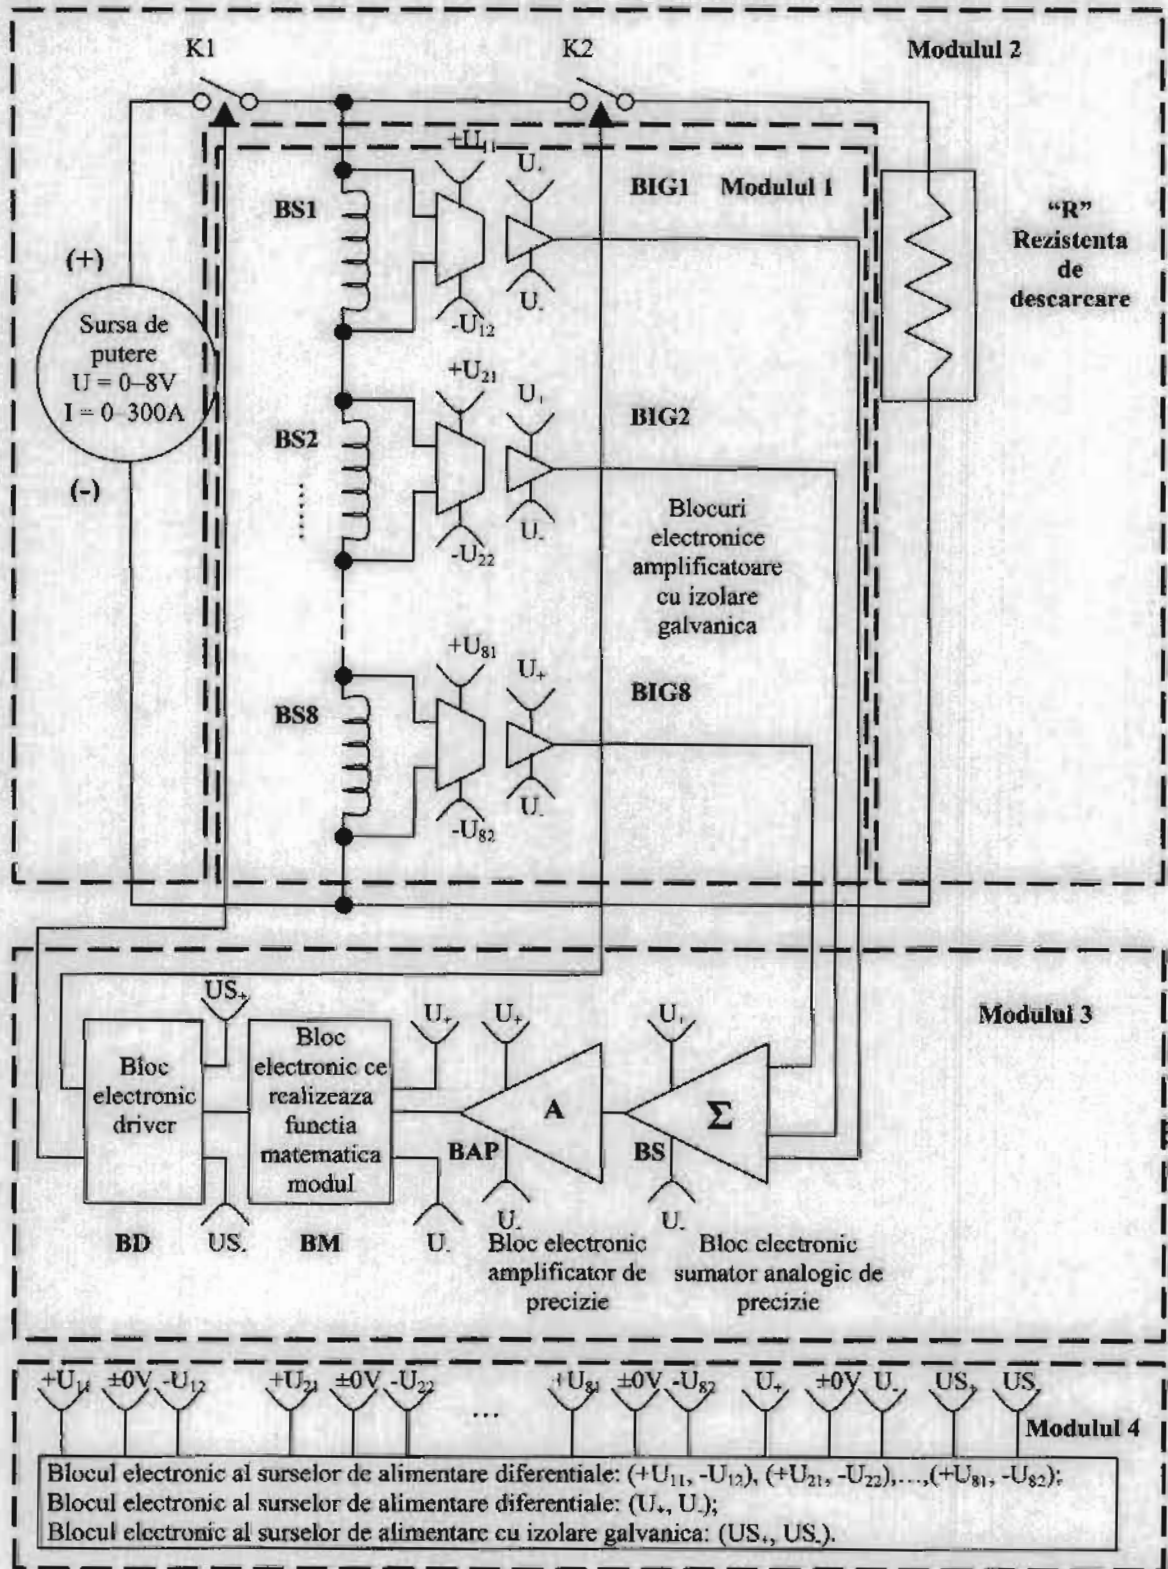 K1
K2
Modulul 2
+U11
U+
BIG1 Modulul 1
BS1
"R"
Rezistenta
de
descarcare
(+)
Sursa de
putere
U = 0–8V
I = 0–300A
(-)
-U12
U-
+U21
U+
BIG2
BS2
......
-U22
U-
Blocuri
electronice
amplificatoare
cu izolare
galvanica
+U81
U+
BIG8
BS8
-U82
U-
Modulul 3
US+
U+
U+
U+
Bloc
electronic
driver
Bloc
electronic ce
realizeaza
functia
matematica
modul
A
Σ
BAP
BS
BD
US-
BM
U-
U-
U-
Bloc electronic
amplificator de
precizie
Bloc electronic
sumator analogic de
precizie
+U11 ±0V -U12 +U21 ±0V -U22 ... +U81 ±0V -U82 U+ ±0V U- US+ US-
Modulul 4
Blocul electronic al surselor de alimentare diferentiale: (+U11, -U12), (+U21, -U22),...,(+U81, -U82);
Blocul electronic al surselor de alimentare diferentiale: (U+, U-);
Blocul electronic al surselor de alimentare cu izolare galvanica: (US+, US-).